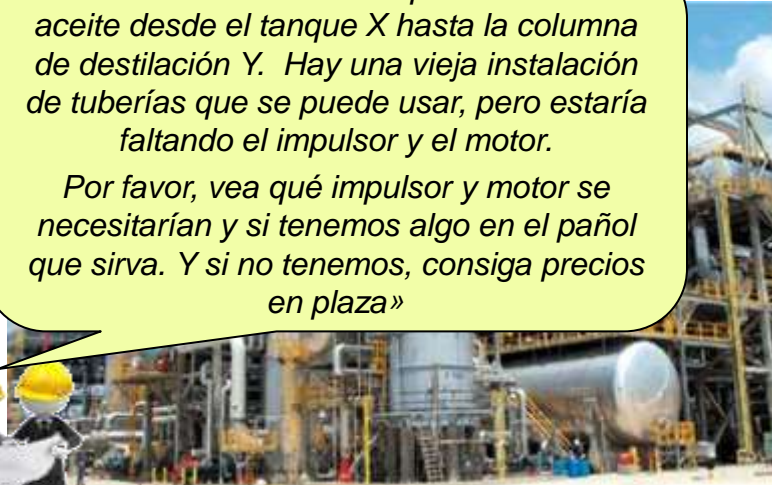 aceite desde el tanque X hasta la columna
de destilación Y. Hay una vieja instalación
de tuberías que se puede usar, pero estaría
faltando el impulsor y el motor.
Por favor, vea qué impulsor y motor se
necesitarían y si tenemos algo en el pañol
que sirva. Y si no tenemos, consiga precios
en plaza»